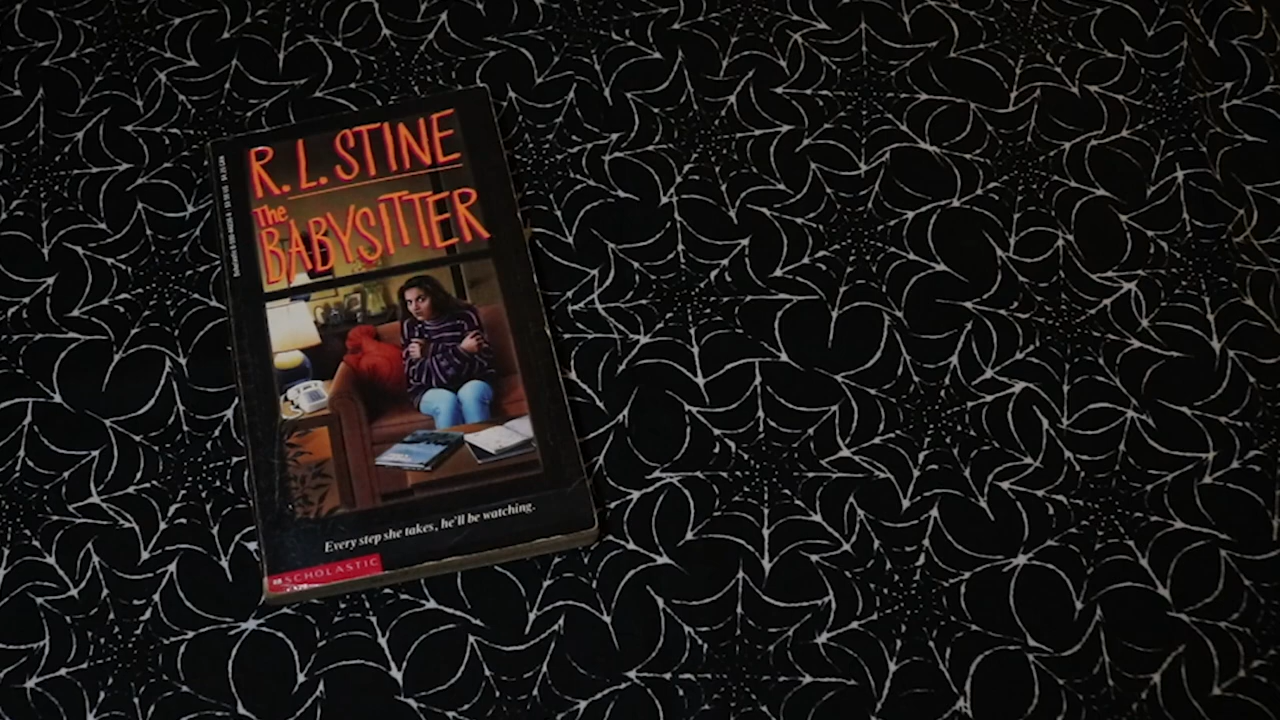 R. L. STINE
The
BABYSITTER
Every step she takes, he'll be watching.
SCHOLASTIC